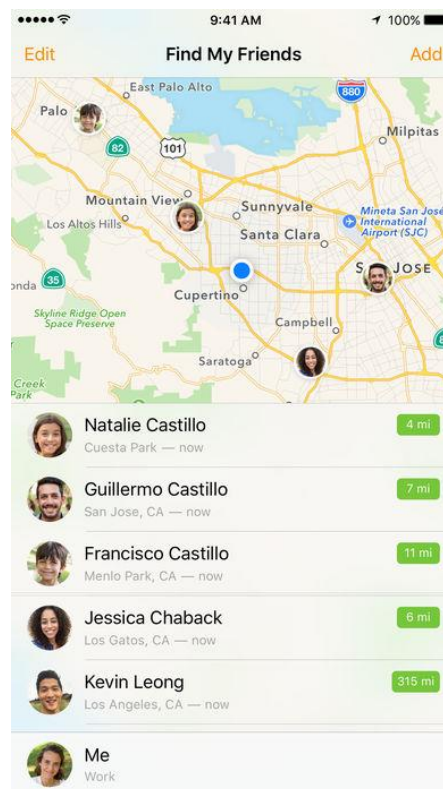 9:41 AM
100%
Edit
Find My Friends
Add
East Palo Alto
880
Palo
Milpitas
82
101
Mountain View
Sunnyvale
Mineta San José
International
Airport (SJC)
Los Altos Hills
Santa Clara
35
onda
S JOSE
Cupertino
Skyline Ridge Open
Space Preserve
Campbell
Saratoga
Creek
Park
Natalie Castillo
4 mi
Cuesta Park — now
Guillermo Castillo
7 mi
San Jose, CA — now
Francisco Castillo
11 mi
Menlo Park, CA — now
Jessica Chaback
6 mi
Los Gatos, CA — now
Kevin Leong
315 mi
Los Angeles, CA — now
Me
Work